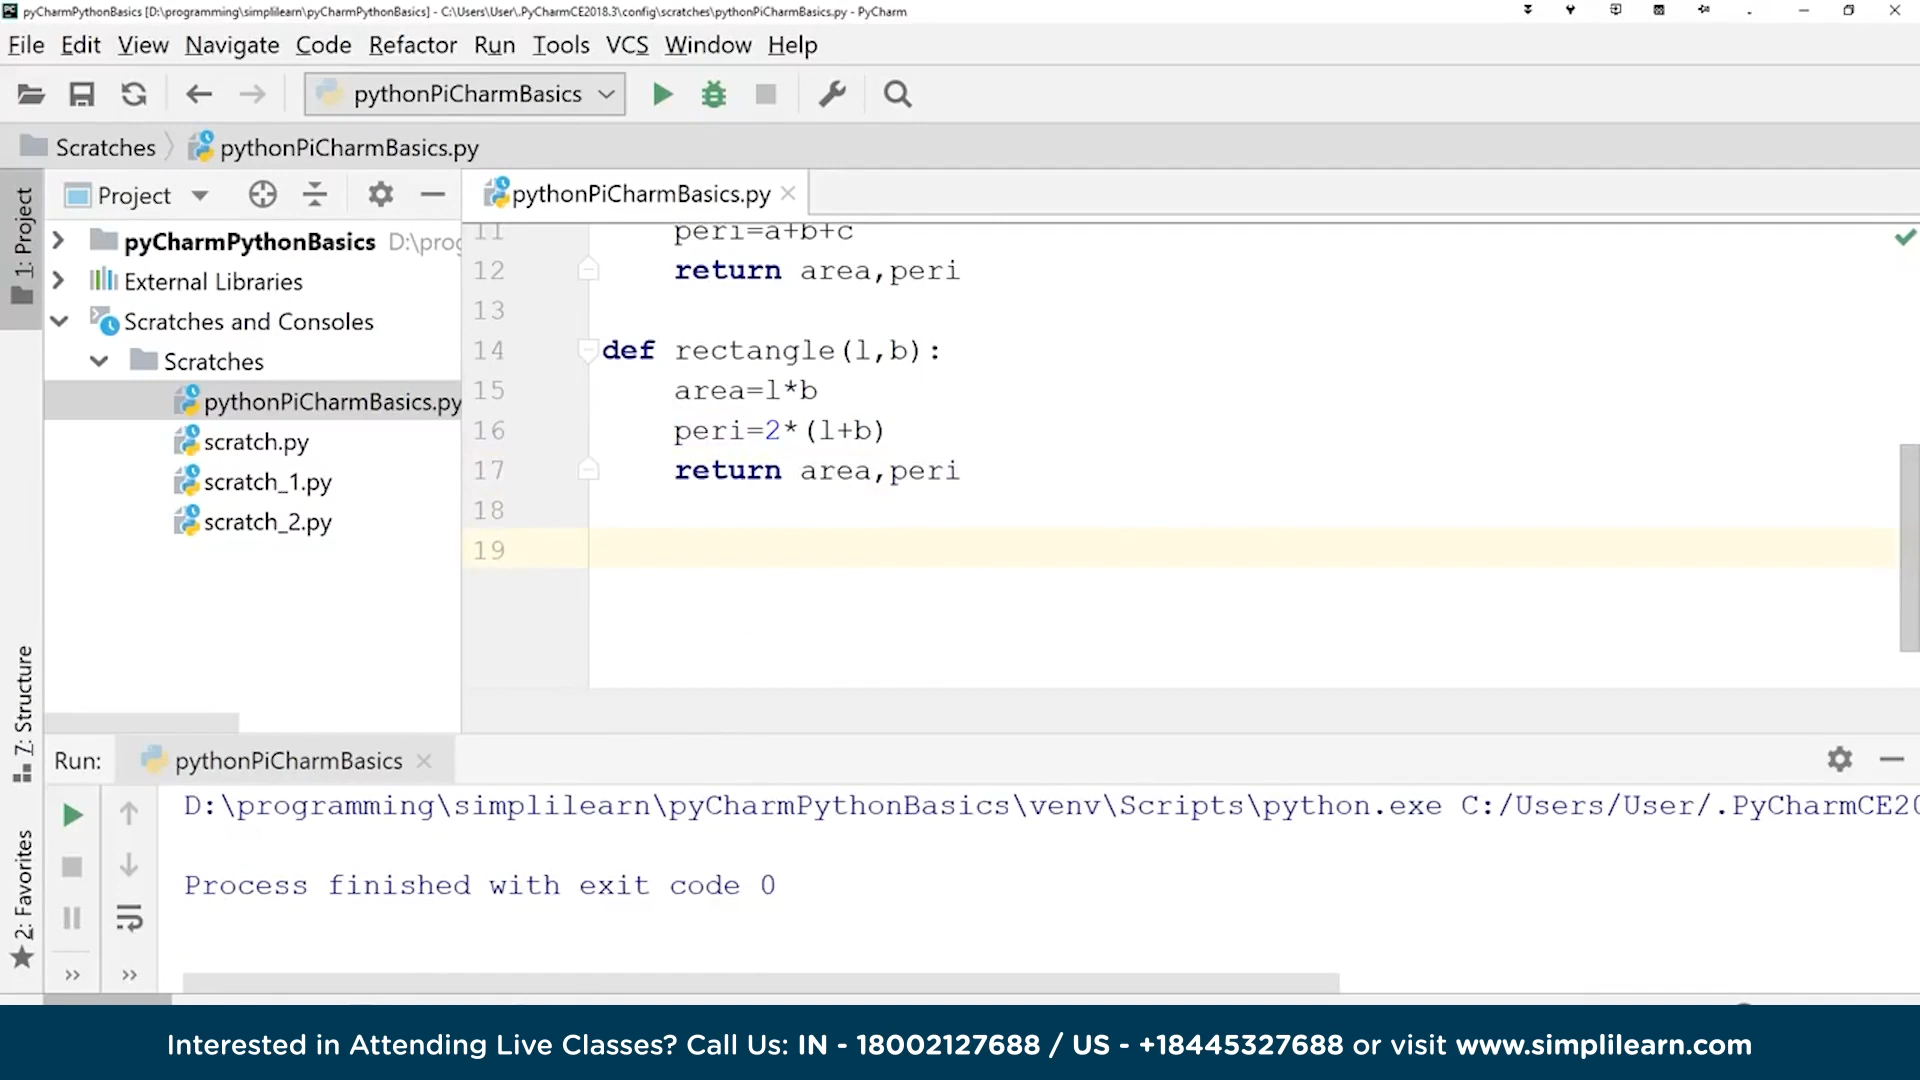 pyCharmPythonBasics [D:\programming\simplilearn\pyCharmPythonBasics] - C:\Users\User\.PyCharmCE2018.3\config\scratches\pythonPiCharmBasics.py - PyCharm
File Edit View Navigate Code Refactor Run Tools VCS Window Help
pythonPiCharmBasics
Scratches pythonPiCharmBasics.py
1: Project
Project
pyCharmPythonBasics D:\prog
External Libraries
Scratches and Consoles
Scratches
pythonPiCharmBasics.py
scratch.py
scratch_1.py
scratch_2.py
pythonPiCharmBasics.py
11 peri=a+b+c
12 return area,peri
13
14 def rectangle(l,b):
15 area=l*b
16 peri=2*(l+b)
17 return area,peri
18
19
7: Structure
2: Favorites
Run: pythonPiCharmBasics
D:\programming\simplilearn\pyCharmPythonBasics\venv\Scripts\python.exe C:/Users/User/.PyCharmCE20
Process finished with exit code 0
Interested in Attending Live Classes? Call Us: IN - 18002127688 / US - +18445327688 or visit www.simplilearn.com